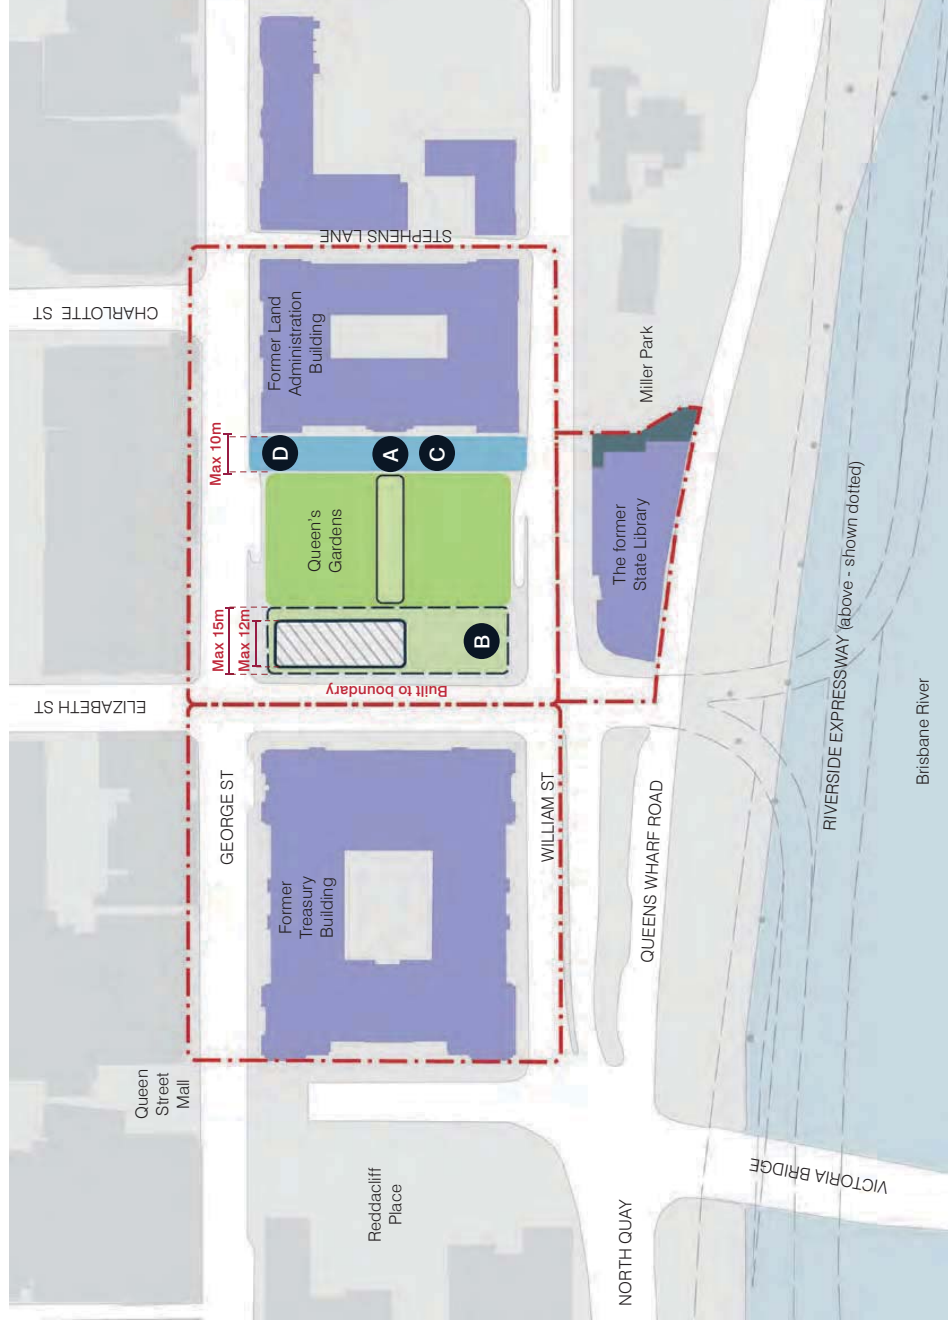 CHARLOTTE ST
STEPHENS LANE
Former Land
Administration
Building
Miller Park
Max 10m
D
A
C
Queen's
Gardens
The former
State Library
Max 15m
Max 12m
B
Built to boundary
ELIZABETH ST
GEORGE ST
WILLIAM ST
QUEENS WHARF ROAD
RIVERSIDE EXPRESSWAY (above - shown dotted)
Brisbane River
Former
Treasury
Building
Queen
Street
Mall
Reddacliff
Place
NORTH QUAY
VICTORIA BRIDGE